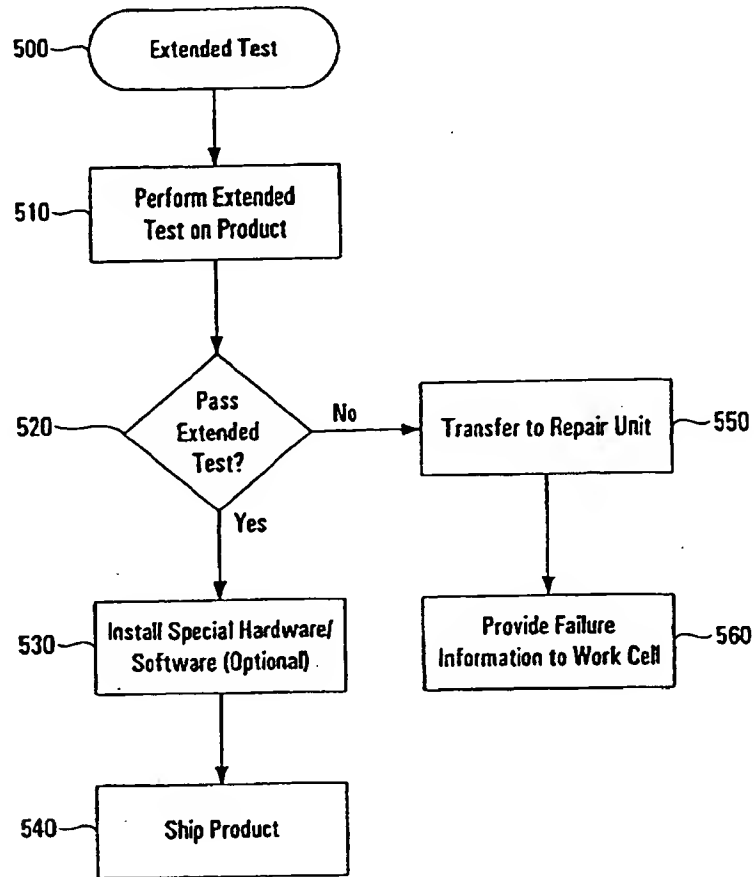 500
Extended Test
510
Perform Extended
Test on Product
520
Pass
Extended
Test?
No
Transfer to Repair Unit
550
Yes
530
Install Special Hardware/
Software (Optional)
Provide Failure
Information to Work Cell
560
540
Ship Product